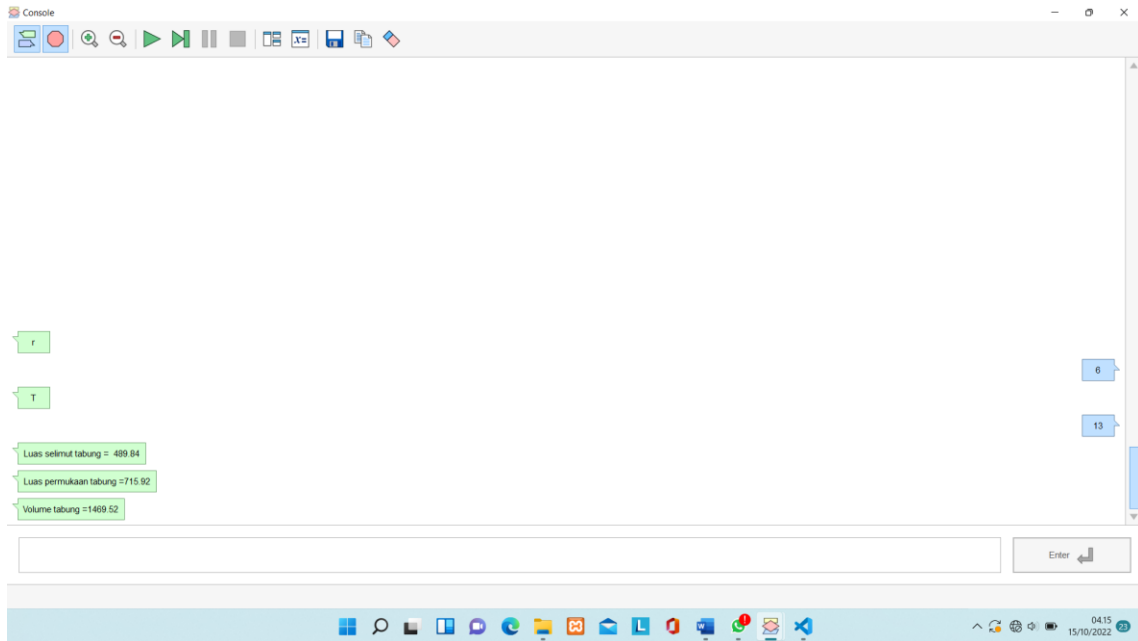 Console
x=
r
6
T
13
Luas selimut tabung = 489.84
Luas permukaan tabung =715.92
Volume tabung =1469.52
Enter
L
W
04.15
15/10/2022
23